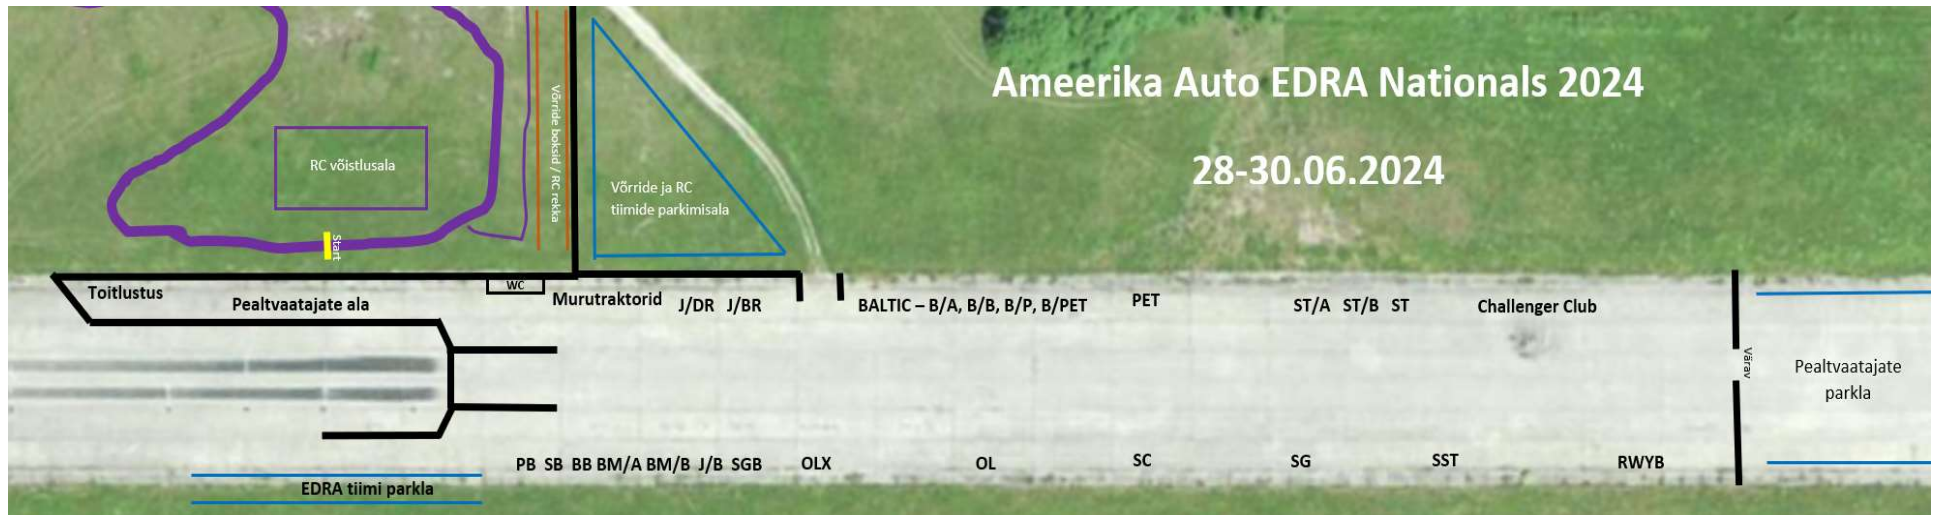 Ameerika Auto EDRA Nationals 2024
28-30.06.2024
RC võistlusala
Start
Võrride boksid / RC rekka
Võrride ja RC
tiimide parkimisala
Toitlustus
Pealtvaatajate ala
WC
Murutraktorid
J/DR J/BR
BALTIC – B/A, B/B, B/P, B/PET
PET
ST/A ST/B ST
Challenger Club
Värav
Pealtvaatajate
parkla
PB SB BB BM/A BM/B J/B SGB
OLX
OL
SC
SG
SST
RWYB
EDRA tiimi parkla